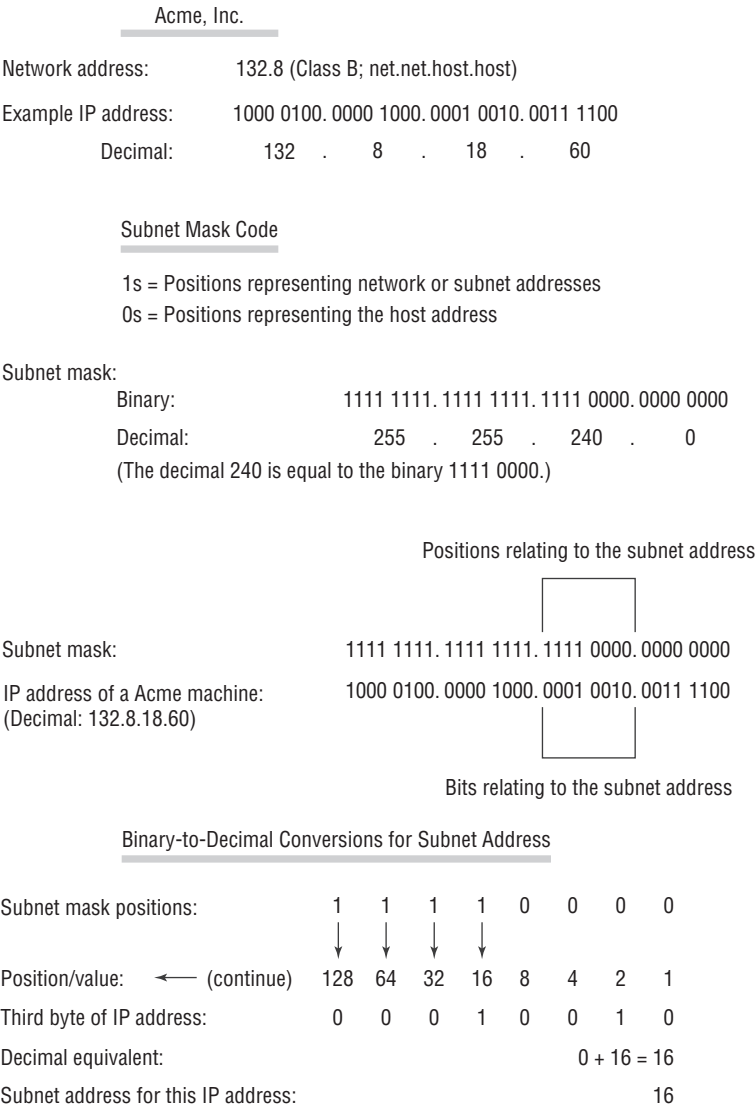 Acme, Inc.
Network address: 132.8 (Class B; net.net.host.host)
Example IP address: 1000 0100. 0000 1000. 0001 0010. 0011 1100
Decimal: 132 . 8 . 18 . 60
Subnet Mask Code
1s = Positions representing network or subnet addresses
0s = Positions representing the host address
Subnet mask:
Binary: 1111 1111. 1111 1111. 1111 0000. 0000 0000
Decimal: 255 . 255 . 240 . 0
(The decimal 240 is equal to the binary 1111 0000.)
Positions relating to the subnet address
Subnet mask: 1111 1111. 1111 1111. 1111 0000. 0000 0000
IP address of a Acme machine: 1000 0100. 0000 1000. 0001 0010. 0011 1100
(Decimal: 132.8.18.60)
Bits relating to the subnet address
Binary-to-Decimal Conversions for Subnet Address
Subnet mask positions: 1 1 1 1 0 0 0 0
Position/value: (continue) 128 64 32 16 8 4 2 1
Third byte of IP address: 0 0 0 1 0 0 1 0
Decimal equivalent: 0 + 16 = 16
Subnet address for this IP address: 16